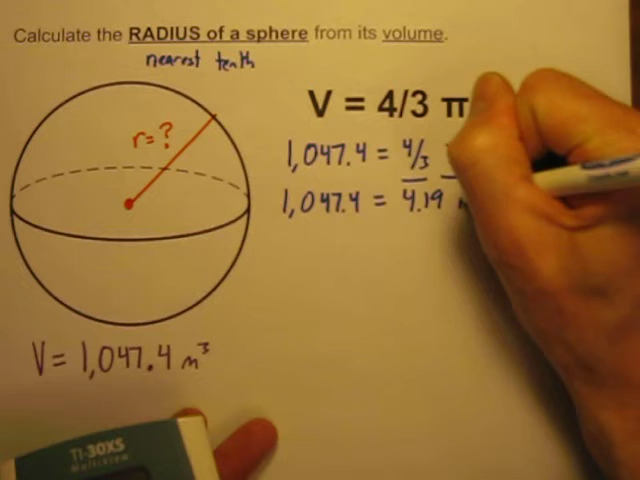 Calculate the RADIUS of a sphere from its volume.
nearest tenth
V = 4/3 π
r = ?
1,047.4 = 4/3
1,047.4 = 4.19
V = 1,047.4 m³
TI-30XS
MultiView